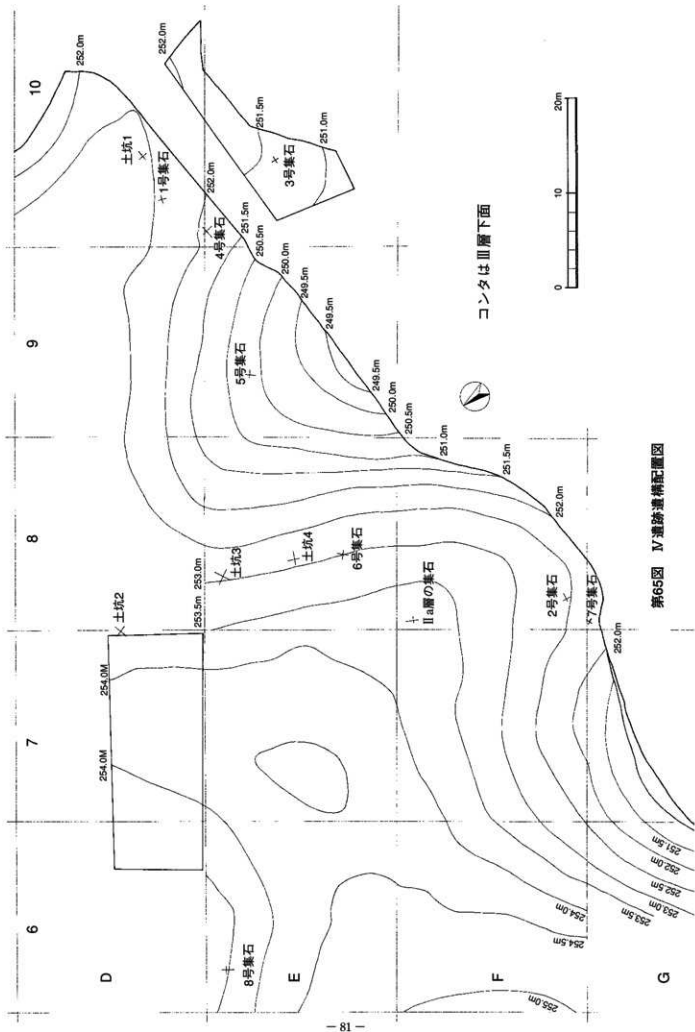 10
9
8
7
6
D
E
F
G
252.0m
252.0m
土坑1
1号集石
251.5m
251.0m
3号集石
252.0m
4号集石
251.5m
250.5m
250.0m
249.5m
249.5m
5号集石
249.5m
250.0m
250.5m
251.0m
251.5m
252.0m
253.0m
土坑3
土坑4
6号集石
土坑2
253.5m
Ⅱa層の集石
2号集石
7号集石
252.0m
254.0M
254.0M
8号集石
251.5m
252.0m
252.5m
253.0m
253.5m
254.0m
254.5m
255.0m
コンタはⅢ層下面
0 10 20m
第65図 Ⅳ遺跡遺構配置図
― 81 ―